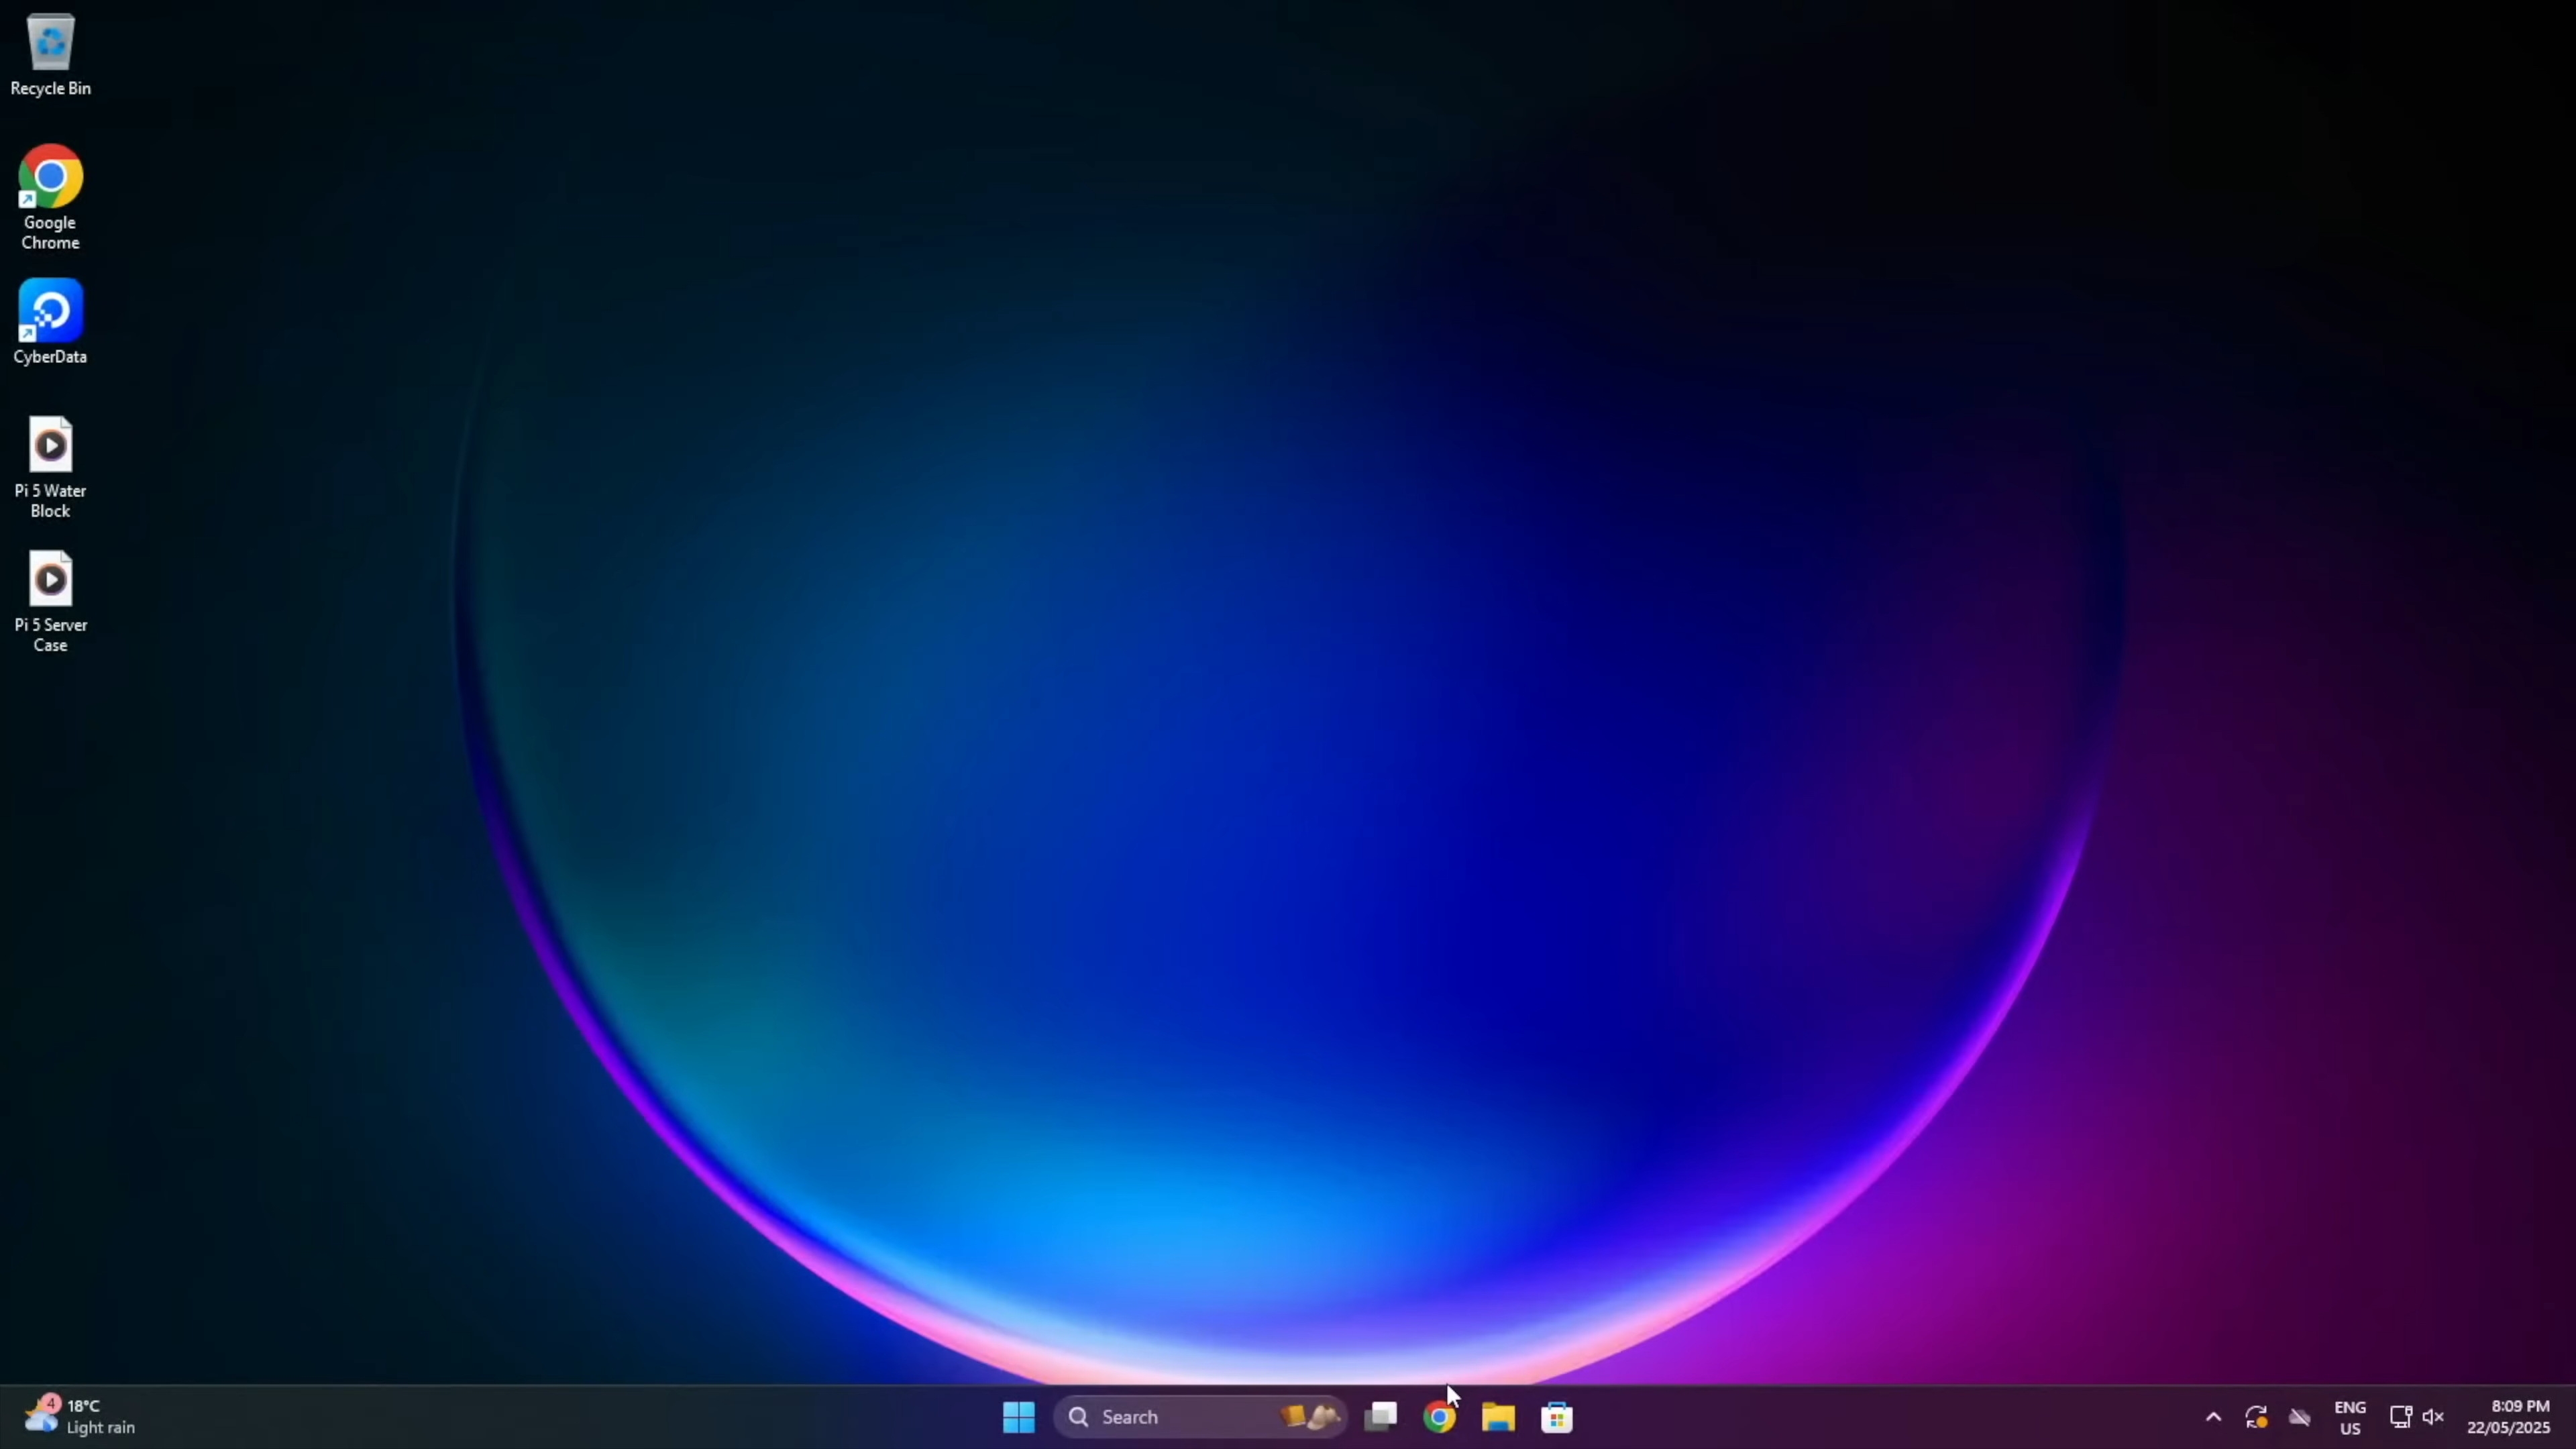 Recycle Bin
Google
Chrome
CyberData
Pi 5 Water
Block
Pi 5 Server
Case
4
18°C
Light rain
Search
ENG
US
8:09 PM
22/05/2025